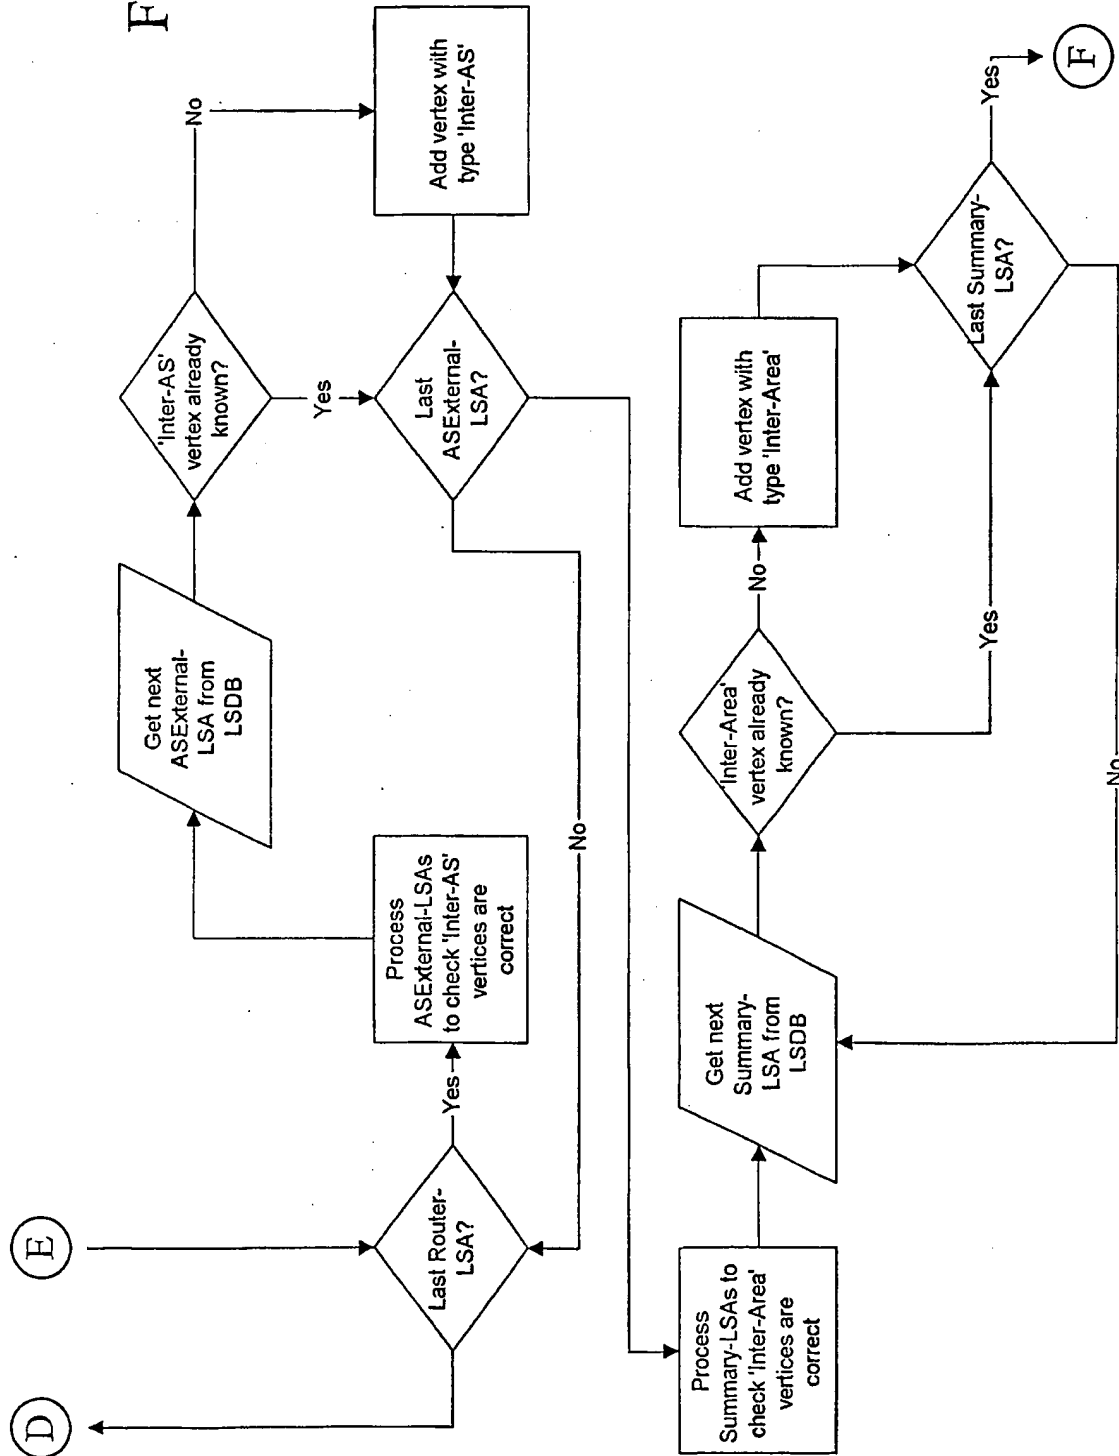 F
D
E
Last Router-
LSA?
Yes
Process
ASExternal-LSAs
to check 'Inter-AS'
vertices are
correct
Get next
ASExternal-
LSA from
LSDB
'Inter-AS'
vertex already
known?
No
Yes
Add vertex with
type 'Inter-AS'
Last
ASExternal-
LSA?
No
Process
Summary-LSAs to
check 'Inter-Area'
vertices are
correct
Get next
Summary-
LSA from
LSDB
'Inter-Area'
vertex already
known?
No
Yes
Add vertex with
type 'Inter-Area'
Last Summary-
LSA?
Yes
No
F